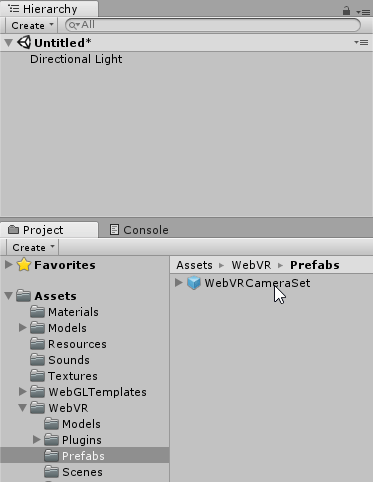 Hierarchy
Create All
Untitled*
Directional Light
Project Console
Create
Favorites
Assets
Materials
Models
Resources
Sounds
Textures
WebGLTemplates
WebVR
Models
Plugins
Prefabs
Scenes
Assets WebVR Prefabs
WebVRCameraSet